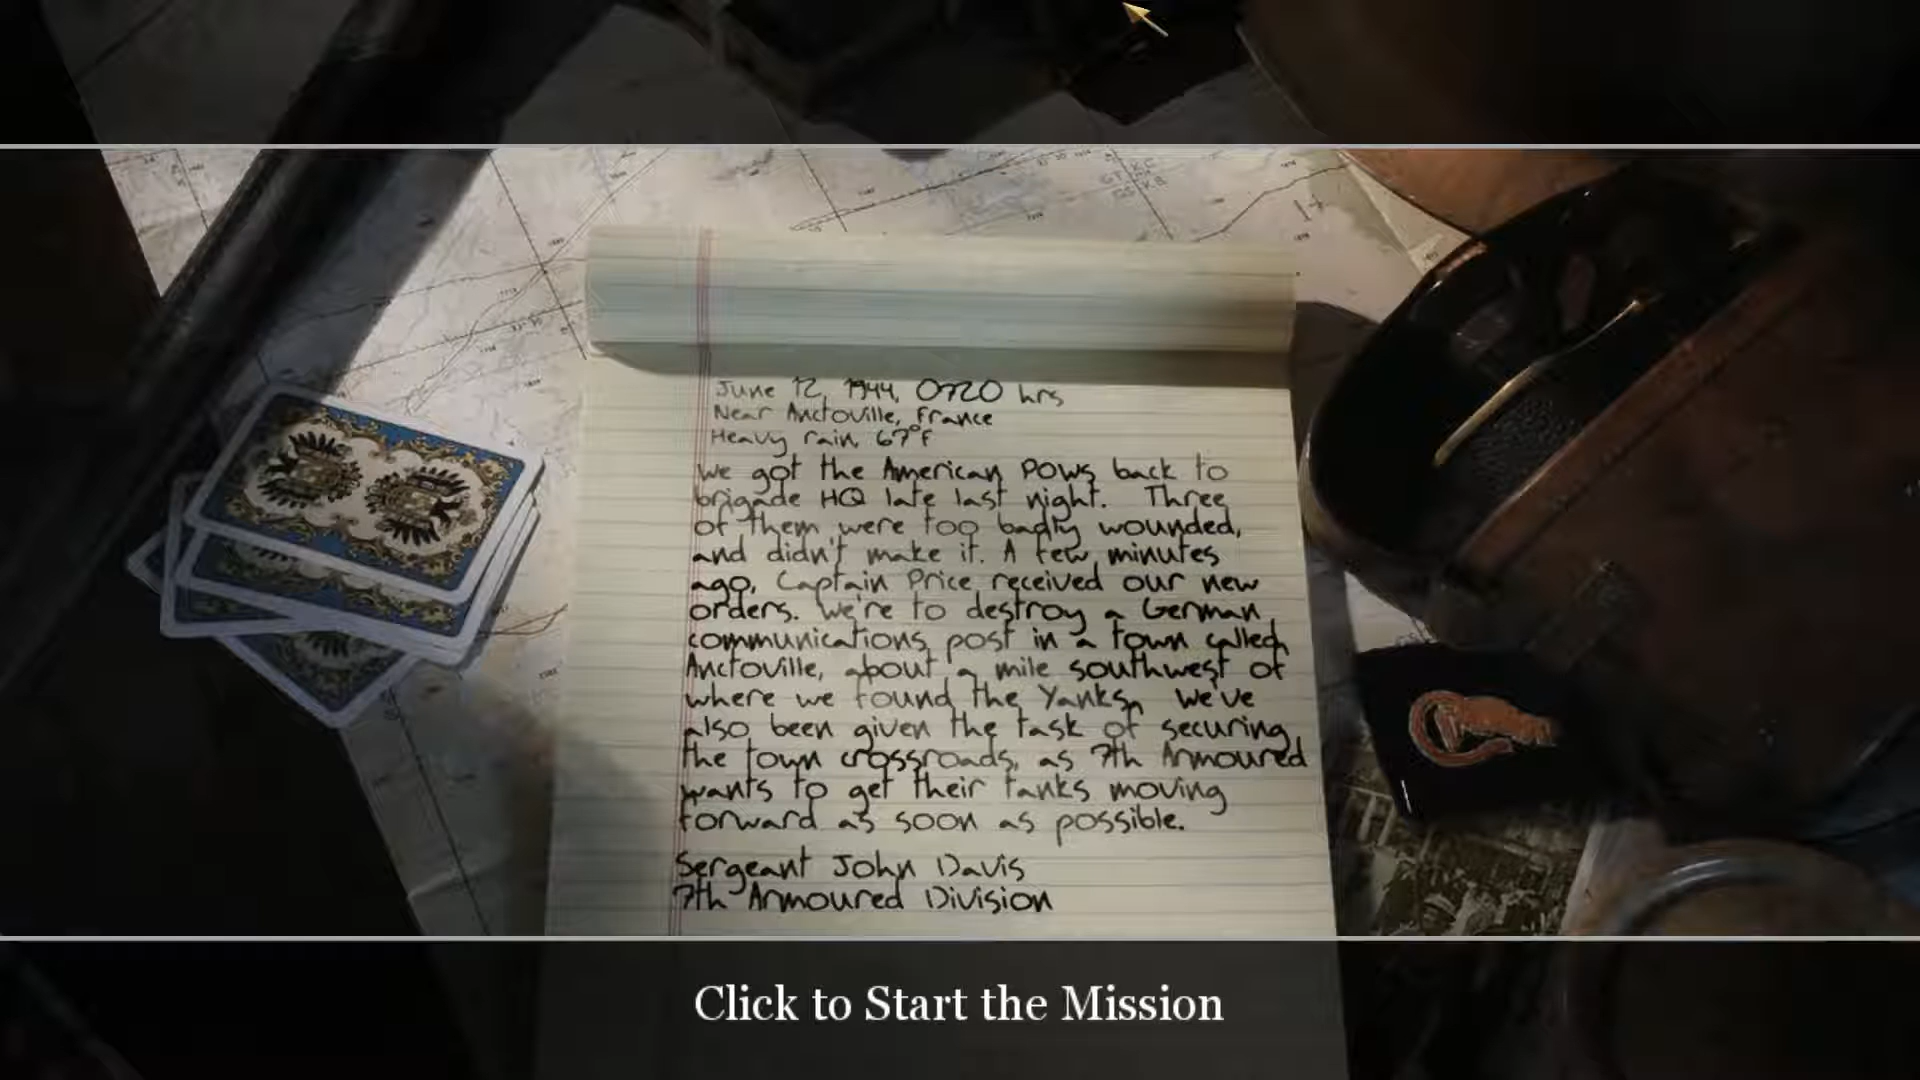 June 12, 1944, 0720 hrs
Near Anctoville, France
Heavy rain, 67°F
We got the American POWs back to
brigade HQ late last night. Three
of them were too badly wounded,
and didn't make it. A few minutes
ago, Captain Price received our new
orders. We're to destroy a German
communications post in a town called
Anctoville, about a mile southwest of
where we found the Yanks. We've
also been given the task of securing
the town crossroads, as 7th Armoured
wants to get their tanks moving
forward as soon as possible.
Sergeant John Davis
7th Armoured Division
Click to Start the Mission